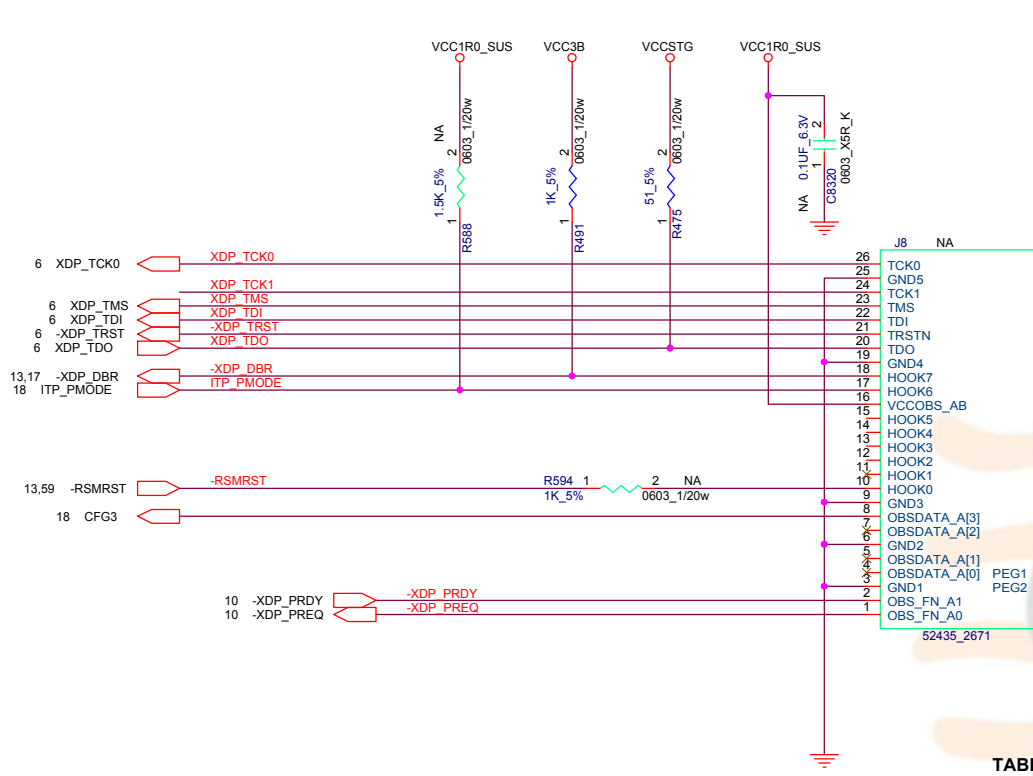 VCC1R0_SUS
VCC3B
VCCSTG
VCC1R0_SUS
NA
1.5K_5%
1
2
0603_1/20w
R588
1K_5%
1
2
0603_1/20w
R491
51_5%
1
2
0603_1/20w
R475
NA
0.1UF_6.3V
1
2
C8320
0603_X5R_K
J8 NA
6 XDP_TCK0
XDP_TCK0
26 TCK0
25 GND5
XDP_TCK1
24 TCK1
6 XDP_TMS
XDP_TMS
23 TMS
6 XDP_TDI
XDP_TDI
22 TDI
6 -XDP_TRST
-XDP_TRST
21 TRSTN
6 XDP_TDO
XDP_TDO
20 TDO
19 GND4
13,17 -XDP_DBR
-XDP_DBR
18 HOOK7
18 ITP_PMODE
ITP_PMODE
17 HOOK6
16 VCCOBS_AB
15 HOOK5
14 HOOK4
13 HOOK3
12 HOOK2
11 HOOK1
13,59 -RSMRST
-RSMRST
R594 1 2 NA
1K_5% 0603_1/20w
10 HOOK0
9 GND3
18 CFG3
8 OBSDATA_A[3]
7 OBSDATA_A[2]
6 GND2
5 OBSDATA_A[1]
4 OBSDATA_A[0] PEG1
3 GND1 PEG2
10 -XDP_PRDY
-XDP_PRDY
2 OBS_FN_A1
10 -XDP_PREQ
-XDP_PREQ
1 OBS_FN_A0
52435_2671